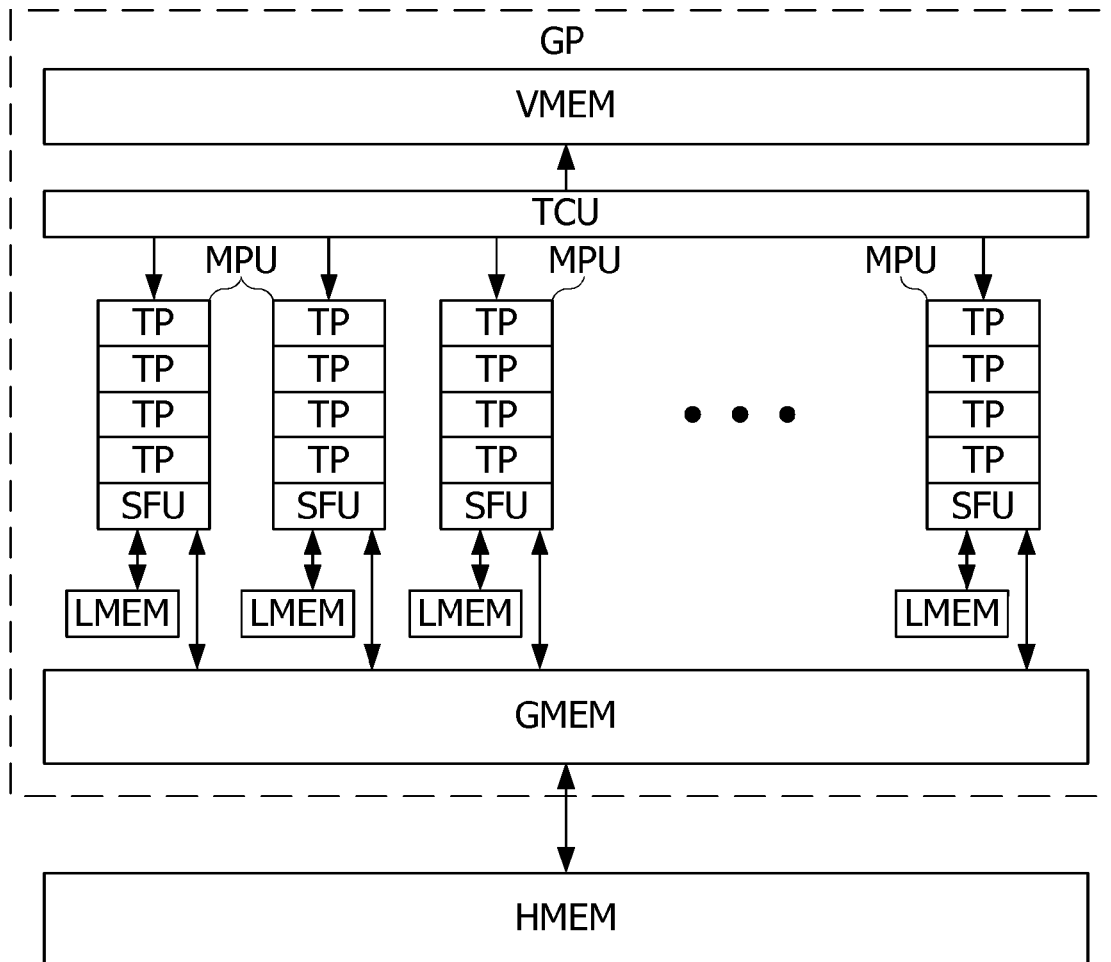 GP
VMEM
TCU
MPU MPU MPU
TP TP TP TP
TP TP TP TP
TP TP TP TP
TP TP TP TP
SFU SFU SFU SFU
LMEM LMEM LMEM LMEM
GMEM
HMEM